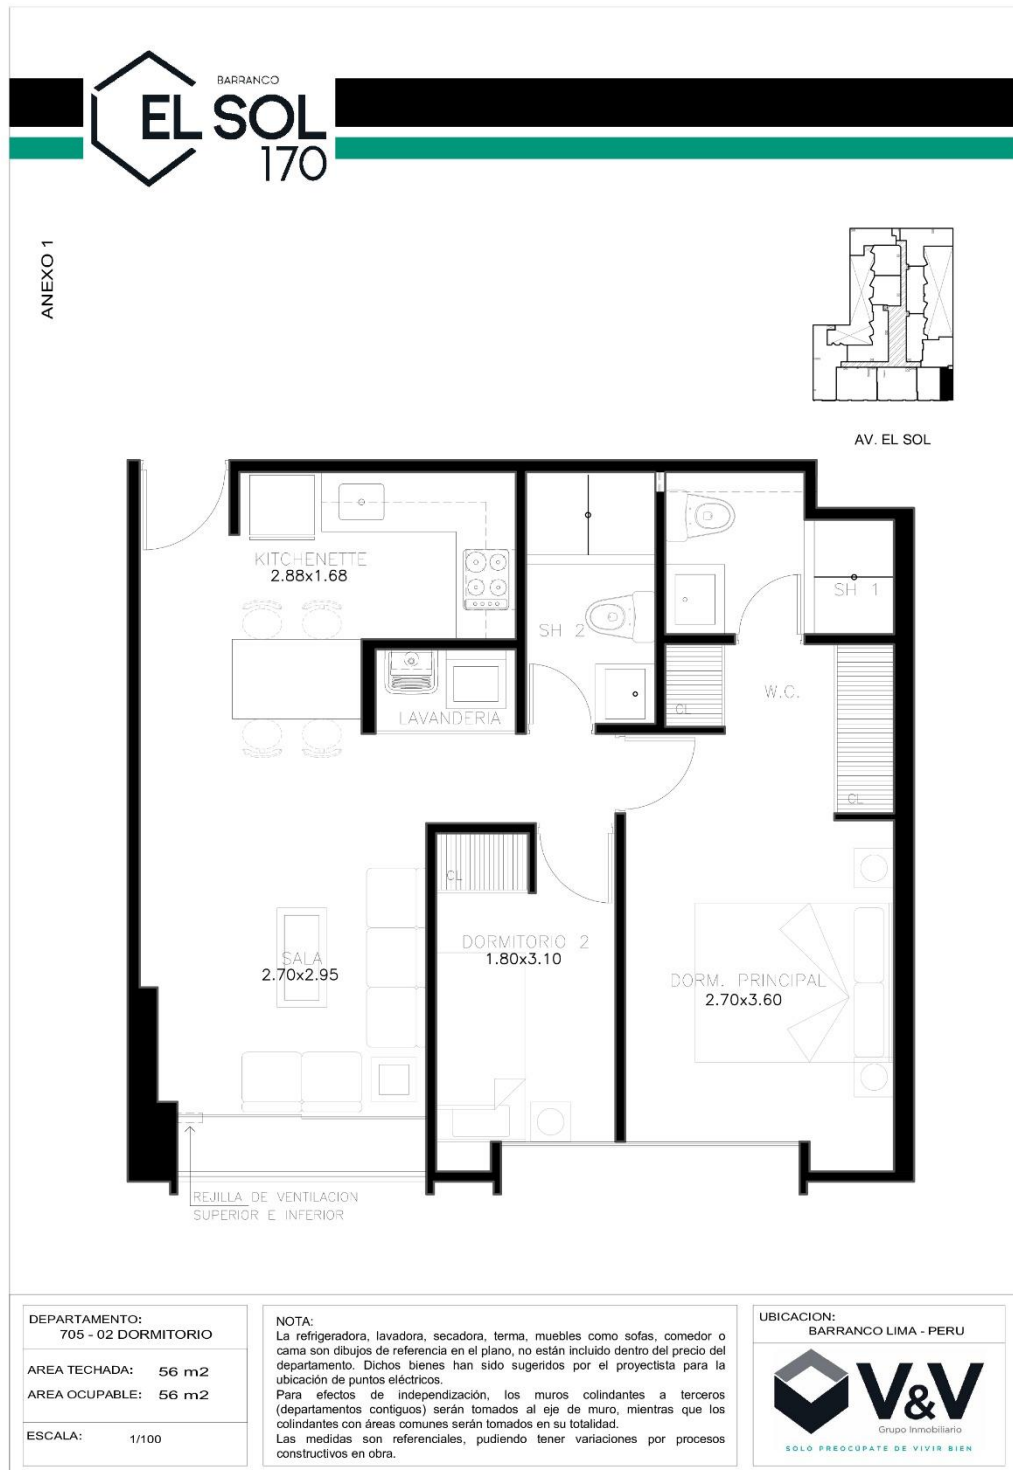 BARRANCO
EL SOL
170
ANEXO 1
AV. EL SOL
KITCHENETTE
2.88x1.68
SH 2
SH 1
W.C.
CL
LAVANDERIA
CL
CL
DORMITORIO 2
1.80x3.10
SALA
2.70x2.95
DORM. PRINCIPAL
2.70x3.60
REJILLA DE VENTILACION
SUPERIOR E INFERIOR
DEPARTAMENTO:
705 - 02 DORMITORIO
AREA TECHADA: 56 m2
AREA OCUPABLE: 56 m2
ESCALA: 1/100
NOTA:
La refrigeradora, lavadora, secadora, terma, muebles como sofas, comedor o
cama son dibujos de referencia en el plano, no están incluido dentro del precio del
departamento. Dichos bienes han sido sugeridos por el proyectista para la
ubicación de puntos eléctricos.
Para efectos de independización, los muros colindantes a terceros
(departamentos contiguos) serán tomados al eje de muro, mientras que los
colindantes con áreas comunes serán tomados en su totalidad.
Las medidas son referenciales, pudiendo tener variaciones por procesos
constructivos en obra.
UBICACION:
BARRANCO LIMA - PERU
V&V
Grupo Inmobiliario
SOLO PREOCÚPATE DE VIVIR BIEN